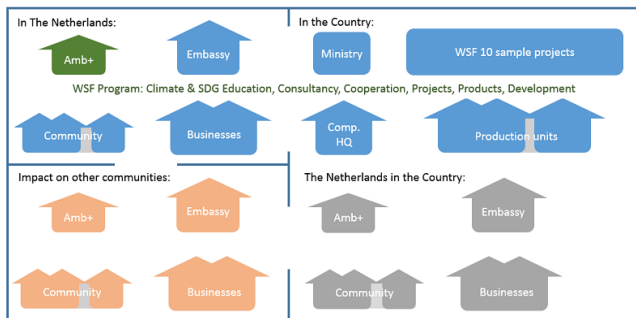 In The Netherlands:
In the Country:
Amb+
Embassy
Ministry
WSF 10 sample projects
WSF Program: Climate & SDG Education, Consultancy, Cooperation, Projects, Products, Development
Community
Businesses
Comp.
HQ
Production units
Impact on other communities:
The Netherlands in the Country:
Amb+
Embassy
Amb+
Embassy
Community
Businesses
Community
Businesses